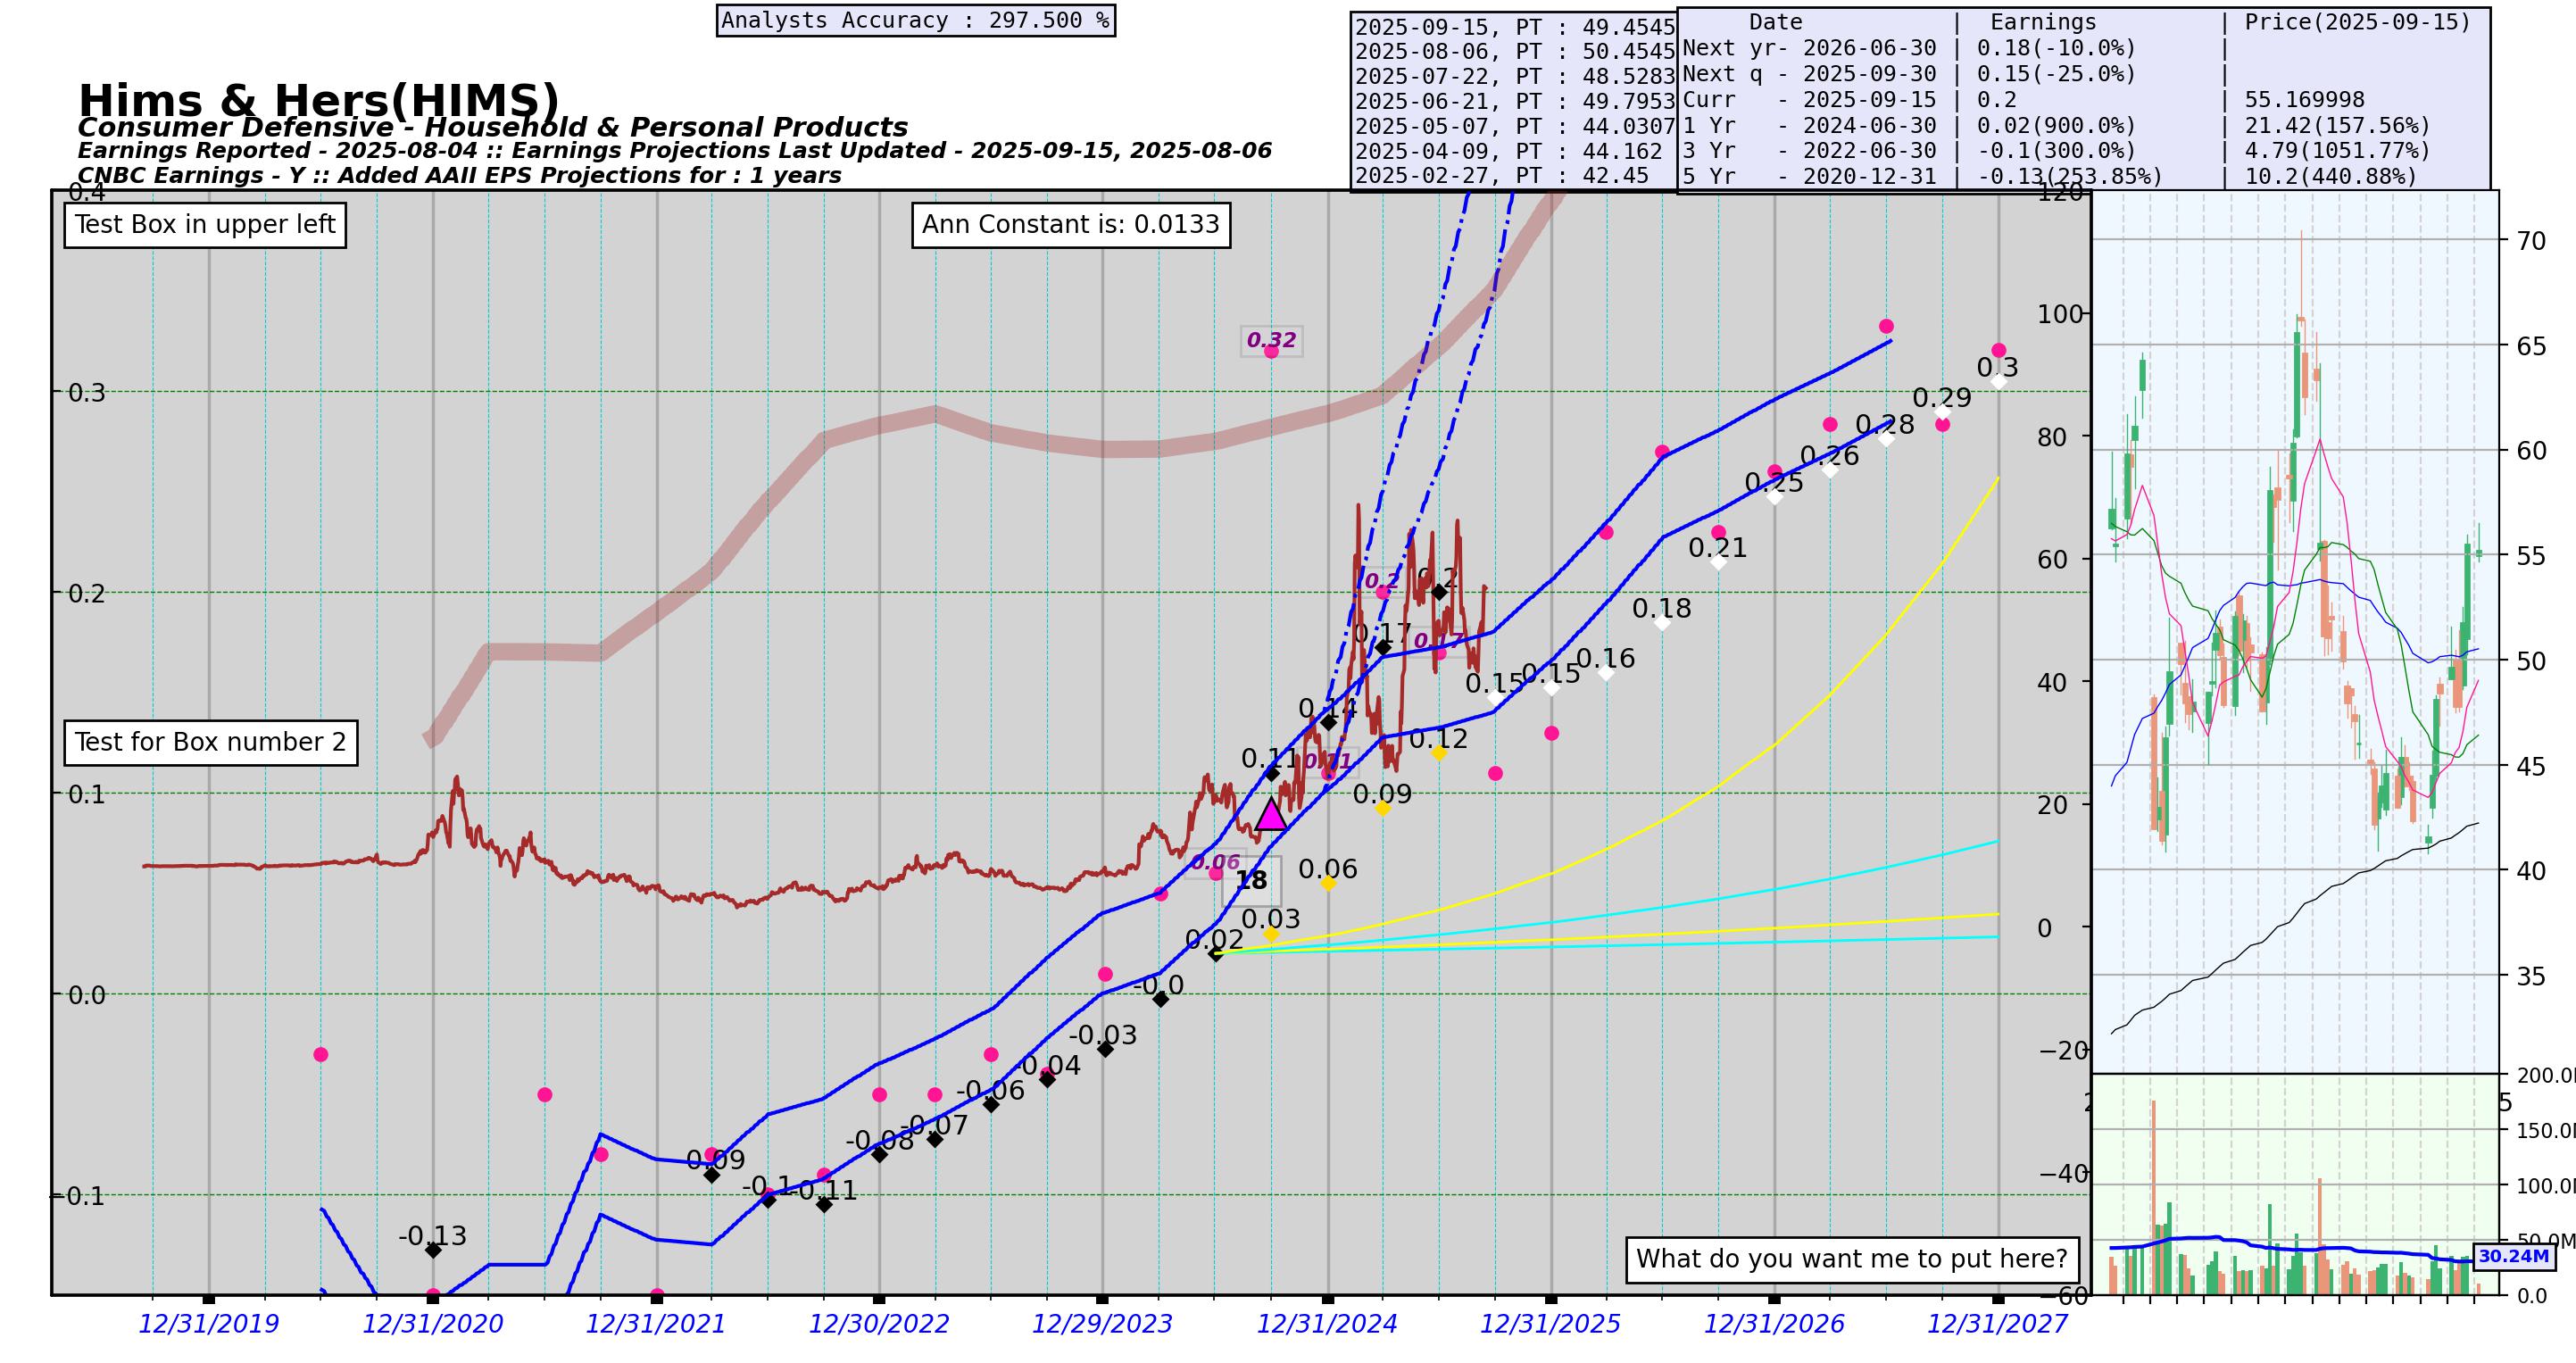 Analysts Accuracy : 297.500 %
2025-09-15, PT : 49.4545
2025-08-06, PT : 50.4545
2025-07-22, PT : 48.5283
2025-06-21, PT : 49.7953
2025-05-07, PT : 44.0307
2025-04-09, PT : 44.162
2025-02-27, PT : 42.45
Date | Earnings | Price(2025-09-15)
Next yr- 2026-06-30 | 0.18(-10.0%) |
Next q - 2025-09-30 | 0.15(-25.0%) |
Curr - 2025-09-15 | 0.2 | 55.169998
1 Yr - 2024-06-30 | 0.02(900.0%) | 21.42(157.56%)
3 Yr - 2022-06-30 | -0.1(300.0%) | 4.79(1051.77%)
5 Yr - 2020-12-31 | -0.13(253.85%) | 10.2(440.88%)
Hims & Hers(HIMS)
Consumer Defensive - Household & Personal Products
Earnings Reported - 2025-08-04 :: Earnings Projections Last Updated - 2025-09-15, 2025-08-06
CNBC Earnings - Y :: Added AAII EPS Projections for : 1 years
Test Box in upper left
Ann Constant is: 0.0133
Test for Box number 2
What do you want me to put here?
0.4
0.3
0.2
0.1
0.0
−0.1
-0.13
0.09
-0.1
-0.11
-0.08
-0.07
-0.06
0.04
-0.03
-0.0
0.02
0.11
0.14
0.17
0.2
0.32
0.2
0.17
0.11
0.06
18
0.03
0.06
0.09
0.12
0.15
0.15
0.16
0.18
0.21
0.25
0.26
0.28
0.29
0.3
120
100
80
60
40
20
0
−20
−40
−60
70
65
60
55
50
45
40
35
200.0
150.0
100.0
50.0M
0.0
30.24M
12/31/2019
12/31/2020
12/31/2021
12/30/2022
12/29/2023
12/31/2024
12/31/2025
12/31/2026
12/31/2027